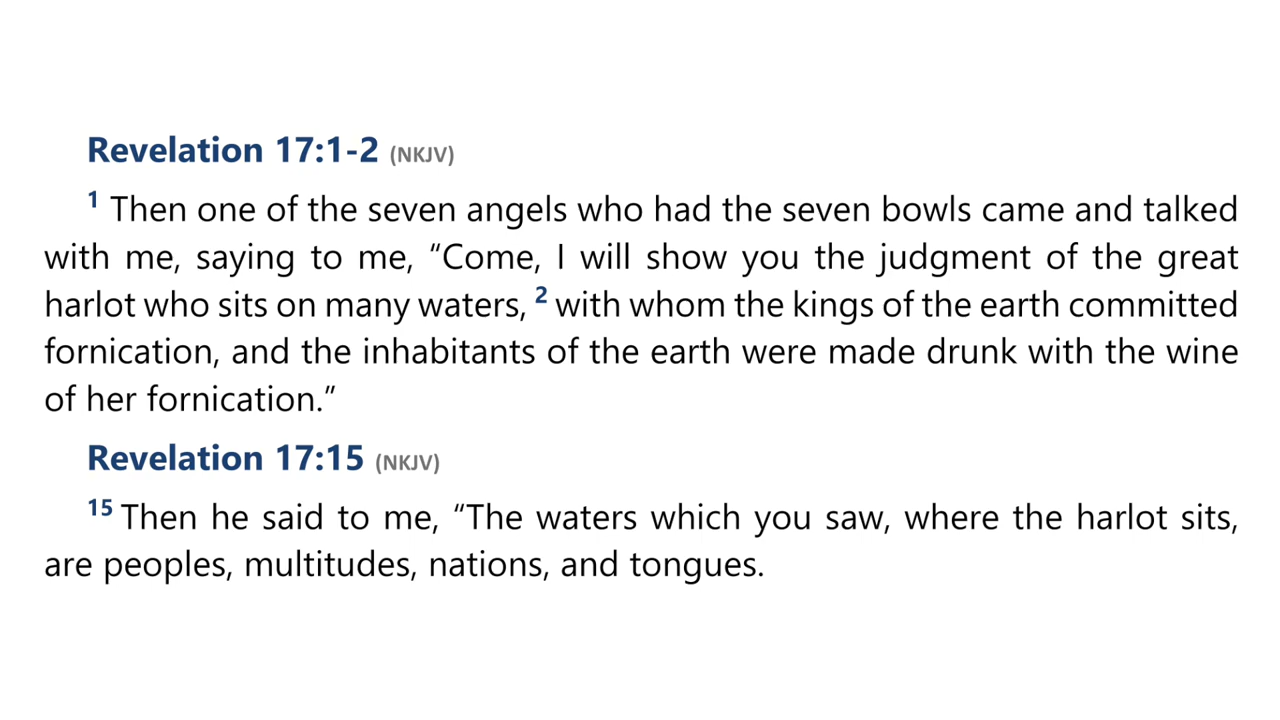 Revelation 17:1-2 (NKJV)
1 Then one of the seven angels who had the seven bowls came and talked
with me, saying to me, “Come, I will show you the judgment of the great
harlot who sits on many waters, 2 with whom the kings of the earth committed
fornication, and the inhabitants of the earth were made drunk with the wine
of her fornication.”
Revelation 17:15 (NKJV)
15 Then he said to me, “The waters which you saw, where the harlot sits,
are peoples, multitudes, nations, and tongues.